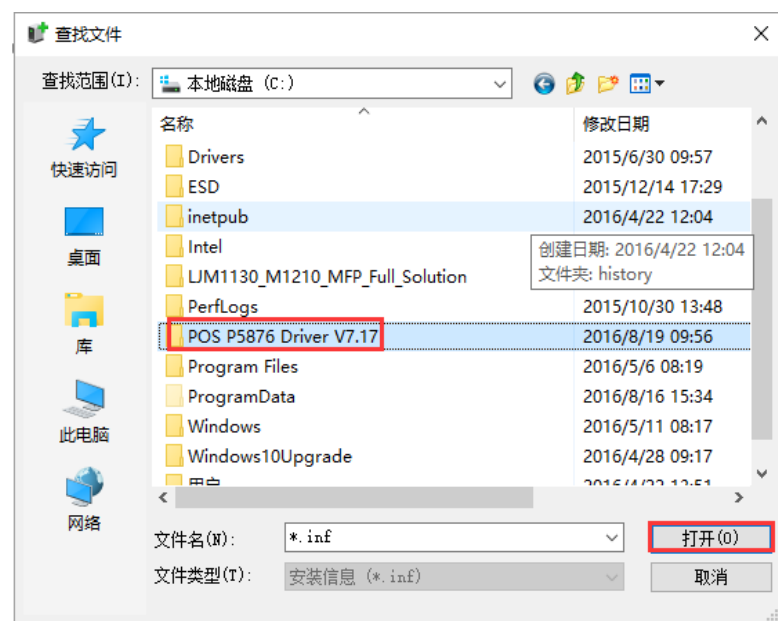 查找文件
查找范围(I): 本地磁盘 (C:)
名称 修改日期
Drivers 2015/6/30 09:57
ESD 2015/12/14 17:29
inetpub 2016/4/22 12:04
Intel
创建日期: 2016/4/22 12:04
文件夹: history
LJM1130_M1210_MFP_Full_Solution
PerfLogs 2015/10/30 13:48
POS P5876 Driver V7.17 2016/8/19 09:56
Program Files 2016/5/6 08:19
ProgramData 2016/8/16 15:34
Windows 2016/5/11 08:17
Windows10Upgrade 2016/4/28 09:17
用户
快速访问
桌面
库
此电脑
网络
文件名(N): *.inf 打开(O)
文件类型(T): 安装信息 (*.inf) 取消